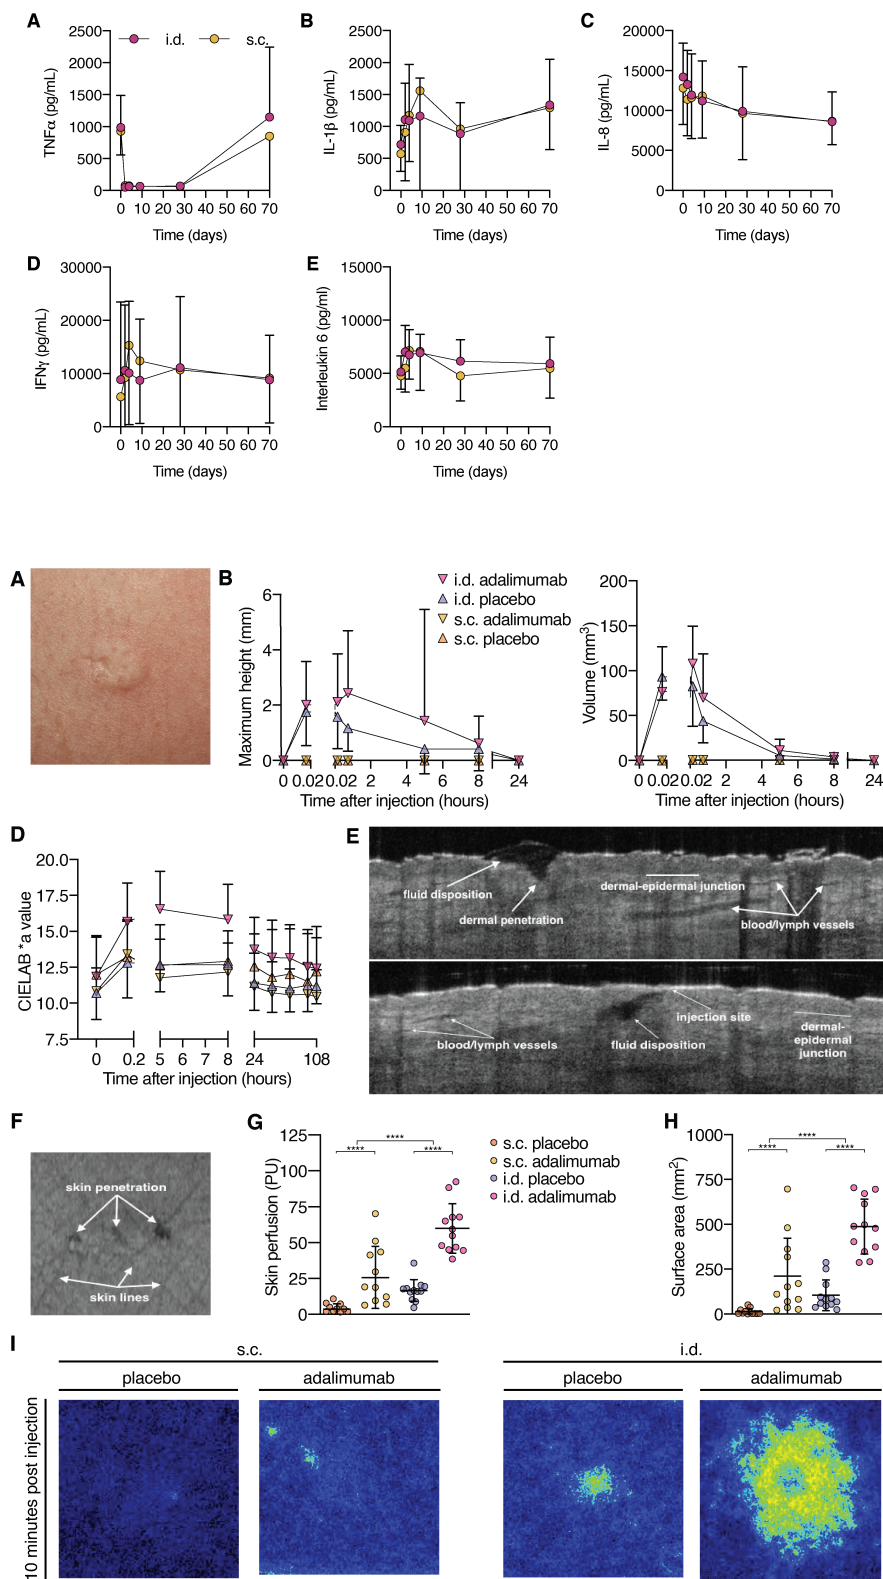 A
i.d.
s.c.
TNFα (pg/mL)
2500
2000
1500
1000
500
0
0 10 20 30 40 50 60 70
Time (days)
B
IL-1β (pg/mL)
2500
2000
1500
1000
500
0
0 10 20 30 40 50 60 70
Time (days)
C
IL-8 (pg/mL)
20000
15000
10000
5000
0
0 10 20 30 40 50 60 70
Time (days)
D
IFNγ (pg/mL)
30000
20000
10000
0
0 10 20 30 40 50 60 70
Time (days)
E
Interleukin 6 (pg/ml)
15000
10000
5000
0
0 10 20 30 40 50 60 70
Time (days)
A
B
Maximum height (mm)
6
4
2
0
0 0.02 0.02 2 4 6 8 24
Time after injection (hours)
i.d. adalimumab
i.d. placebo
s.c. adalimumab
s.c. placebo
Volume (mm3)
200
150
100
50
0
0 0.02 0.02 2 4 6 8 24
Time after injection (hours)
D
CIELAB *a value
20.0
17.5
15.0
12.5
10.0
7.5
0 0.2 5 6 7 8 24 108
Time after injection (hours)
E
fluid disposition
dermal penetration
dermal-epidermal junction
blood/lymph vessels
blood/lymph vessels
fluid disposition
injection site
dermal-
epidermal
junction
F
skin penetration
skin lines
G
Skin perfusion (PU)
125
100
75
50
25
0
****
****
****
s.c. placebo
s.c. adalimumab
i.d. placebo
i.d. adalimumab
H
Surface area (mm2)
1000
750
500
250
0
****
****
****
I
s.c.
i.d.
placebo
adalimumab
placebo
adalimumab
10 minutes post injection